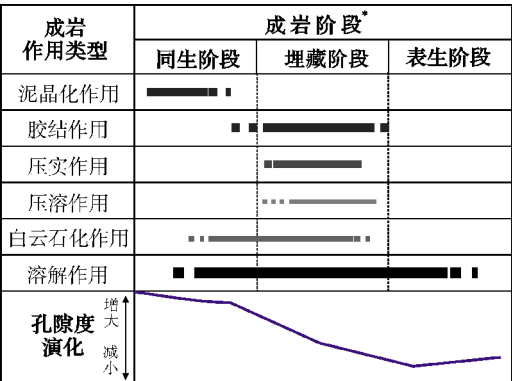 成岩
作用类型
成岩阶段*
同生阶段 埋藏阶段 表生阶段
泥晶化作用
胶结作用
压实作用
压溶作用
白云石化作用
溶解作用
孔隙度
演化
增
大
减
小